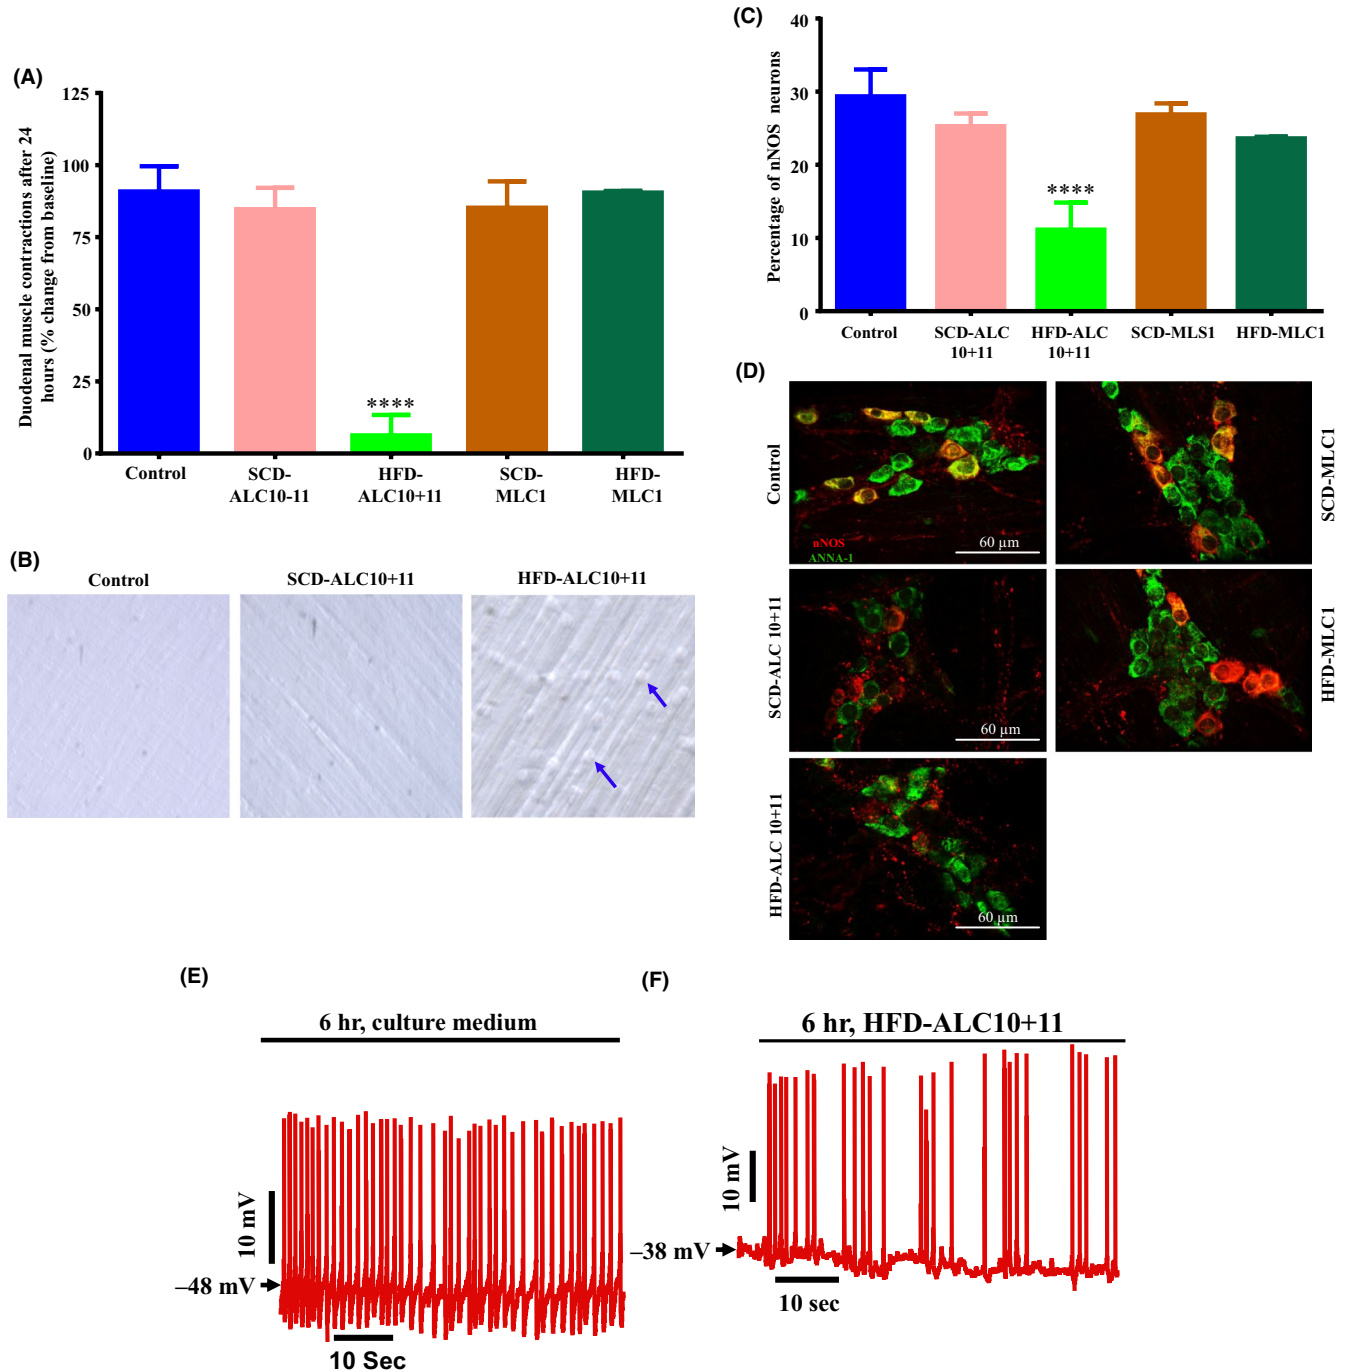 (A)
Duodenal muscle contractions after 24
hours (% change from baseline)
125
100
75
50
25
0
****
Control
SCD-
ALC10-11
HFD-
ALC10+11
SCD-
MLC1
HFD-
MLC1
(B)
Control
SCD-ALC10+11
HFD-ALC10+11
(C)
Percentage of nNOS neurons
40
30
20
10
0
****
Control
SCD-ALC
10+11
HFD-ALC
10+11
SCD-MLS1
HFD-MLC1
(D)
Control
nNOS
ANNA-1
60 µm
SCD-MLC1
SCD-ALC 10+11
60 µm
HFD-MLC1
HFD-ALC 10+11
60 µm
(E)
6 hr, culture medium
10 mV
–48 mV
10 Sec
(F)
6 hr, HFD-ALC10+11
10 mV
–38 mV
10 sec